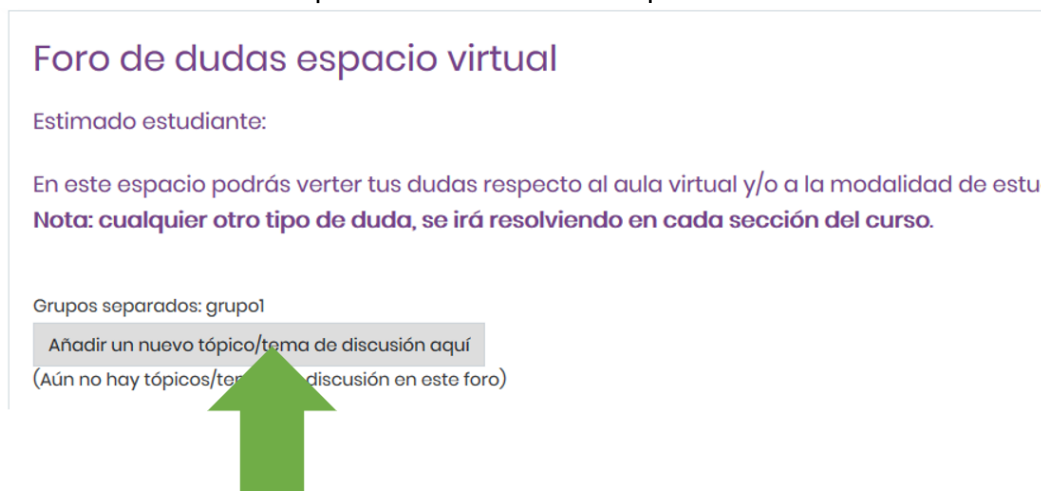 Foro de dudas espacio virtual
Estimado estudiante:
En este espacio podrás verter tus dudas respecto al aula virtual y/o a la modalidad de estu
Nota: cualquier otro tipo de duda, se irá resolviendo en cada sección del curso.
Grupos separados: grupo1
Añadir un nuevo tópico/tema de discusión aquí
(Aún no hay tópicos/ discusión en este foro)